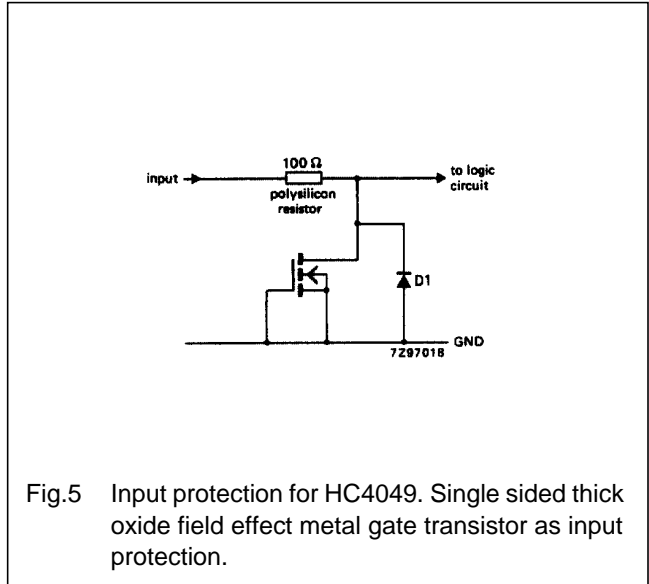 100 Ω
input
to logic
circuit
polysilicon
resistor
D1
GND
7Z97018
Fig.5 Input protection for HC4049. Single sided thick
oxide field effect metal gate transistor as input
protection.